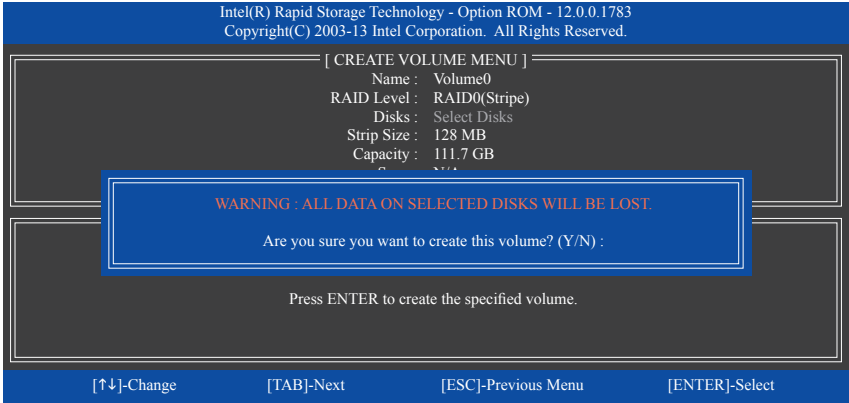 Intel(R) Rapid Storage Technology - Option ROM - 12.0.0.1783
Copyright(C) 2003-13 Intel Corporation. All Rights Reserved.
[ CREATE VOLUME MENU ]
Name : Volume0
RAID Level : RAID0(Stripe)
Disks : Select Disks
Strip Size : 128 MB
Capacity : 111.7 GB
WARNING : ALL DATA ON SELECTED DISKS WILL BE LOST.
Are you sure you want to create this volume? (Y/N) :
Press ENTER to create the specified volume.
[↑↓]-Change [TAB]-Next [ESC]-Previous Menu [ENTER]-Select